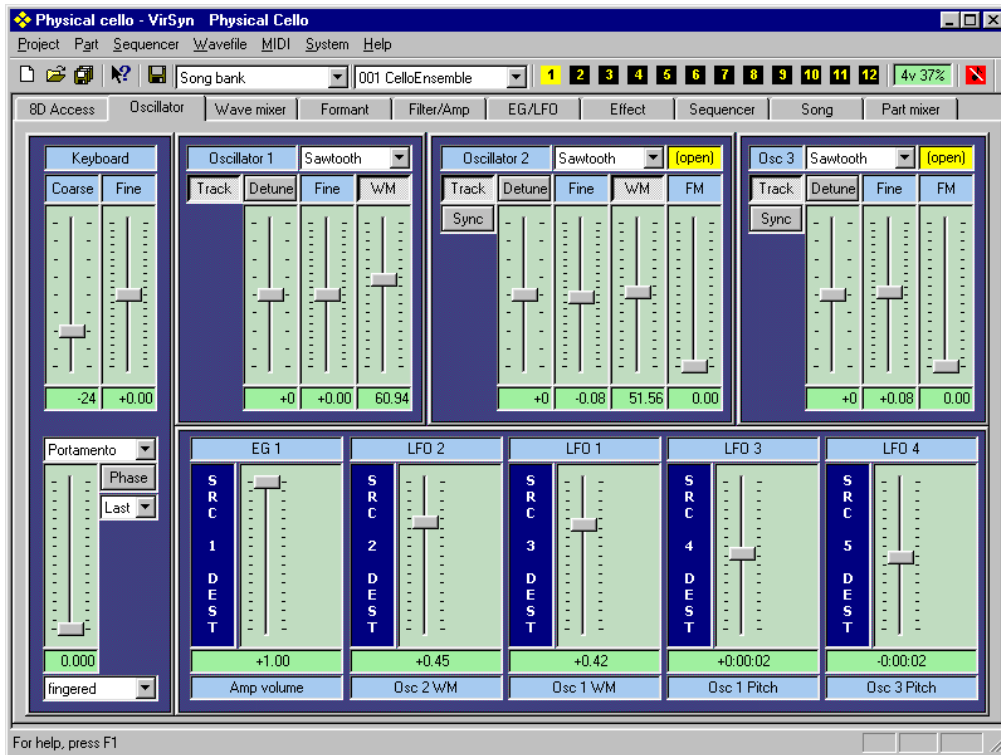 Physical cello - VirSyn   Physical Cello
Project Part Sequencer Wavefile MIDI System Help
Song bank 001 CelloEnsemble 1 2 3 4 5 6 7 8 9 10 11 12 4v 37%
8D Access Oscillator Wave mixer Formant Filter/Amp EG/LFO Effect Sequencer Song Part mixer
Keyboard Oscillator 1 Sawtooth Oscillator 2 Sawtooth (open) Osc 3 Sawtooth (open)
Coarse Fine Track Detune Fine WM Track Detune Fine WM FM Track Detune Fine FM
Sync Sync
-24 +0.00 +0 +0.00 60.94 +0 -0.08 51.56 0.00 +0 +0.08 0.00
Portamento EG 1 LFO 2 LFO 1 LFO 3 LFO 4
Phase
Last
SRC 1 DEST SRC 2 DEST SRC 3 DEST SRC 4 DEST SRC 5 DEST
0.000 +1.00 +0.45 +0.42 +0:00:02 -0:00:02
fingered Amp volume Osc 2 WM Osc 1 WM Osc 1 Pitch Osc 3 Pitch
For help, press F1